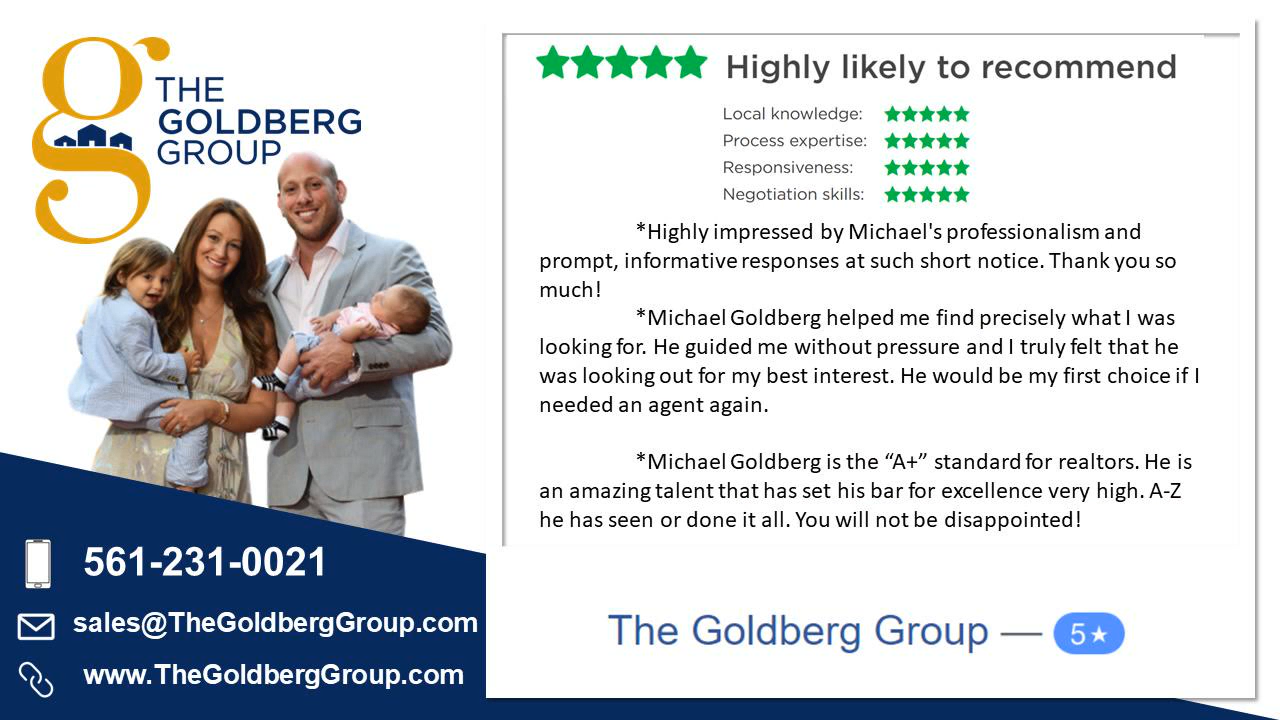 THE
GOLDBERG
GROUP
561-231-0021
sales@TheGoldbergGroup.com
www.TheGoldbergGroup.com
Highly likely to recommend
Local knowledge:
Process expertise:
Responsiveness:
Negotiation skills:
*Highly impressed by Michael's professionalism and
prompt, informative responses at such short notice. Thank you so
much!
*Michael Goldberg helped me find precisely what I was
looking for. He guided me without pressure and I truly felt that he
was looking out for my best interest. He would be my first choice if I
needed an agent again.
*Michael Goldberg is the “A+” standard for realtors. He is
an amazing talent that has set his bar for excellence very high. A-Z
he has seen or done it all. You will not be disappointed!
The Goldberg Group — 5★